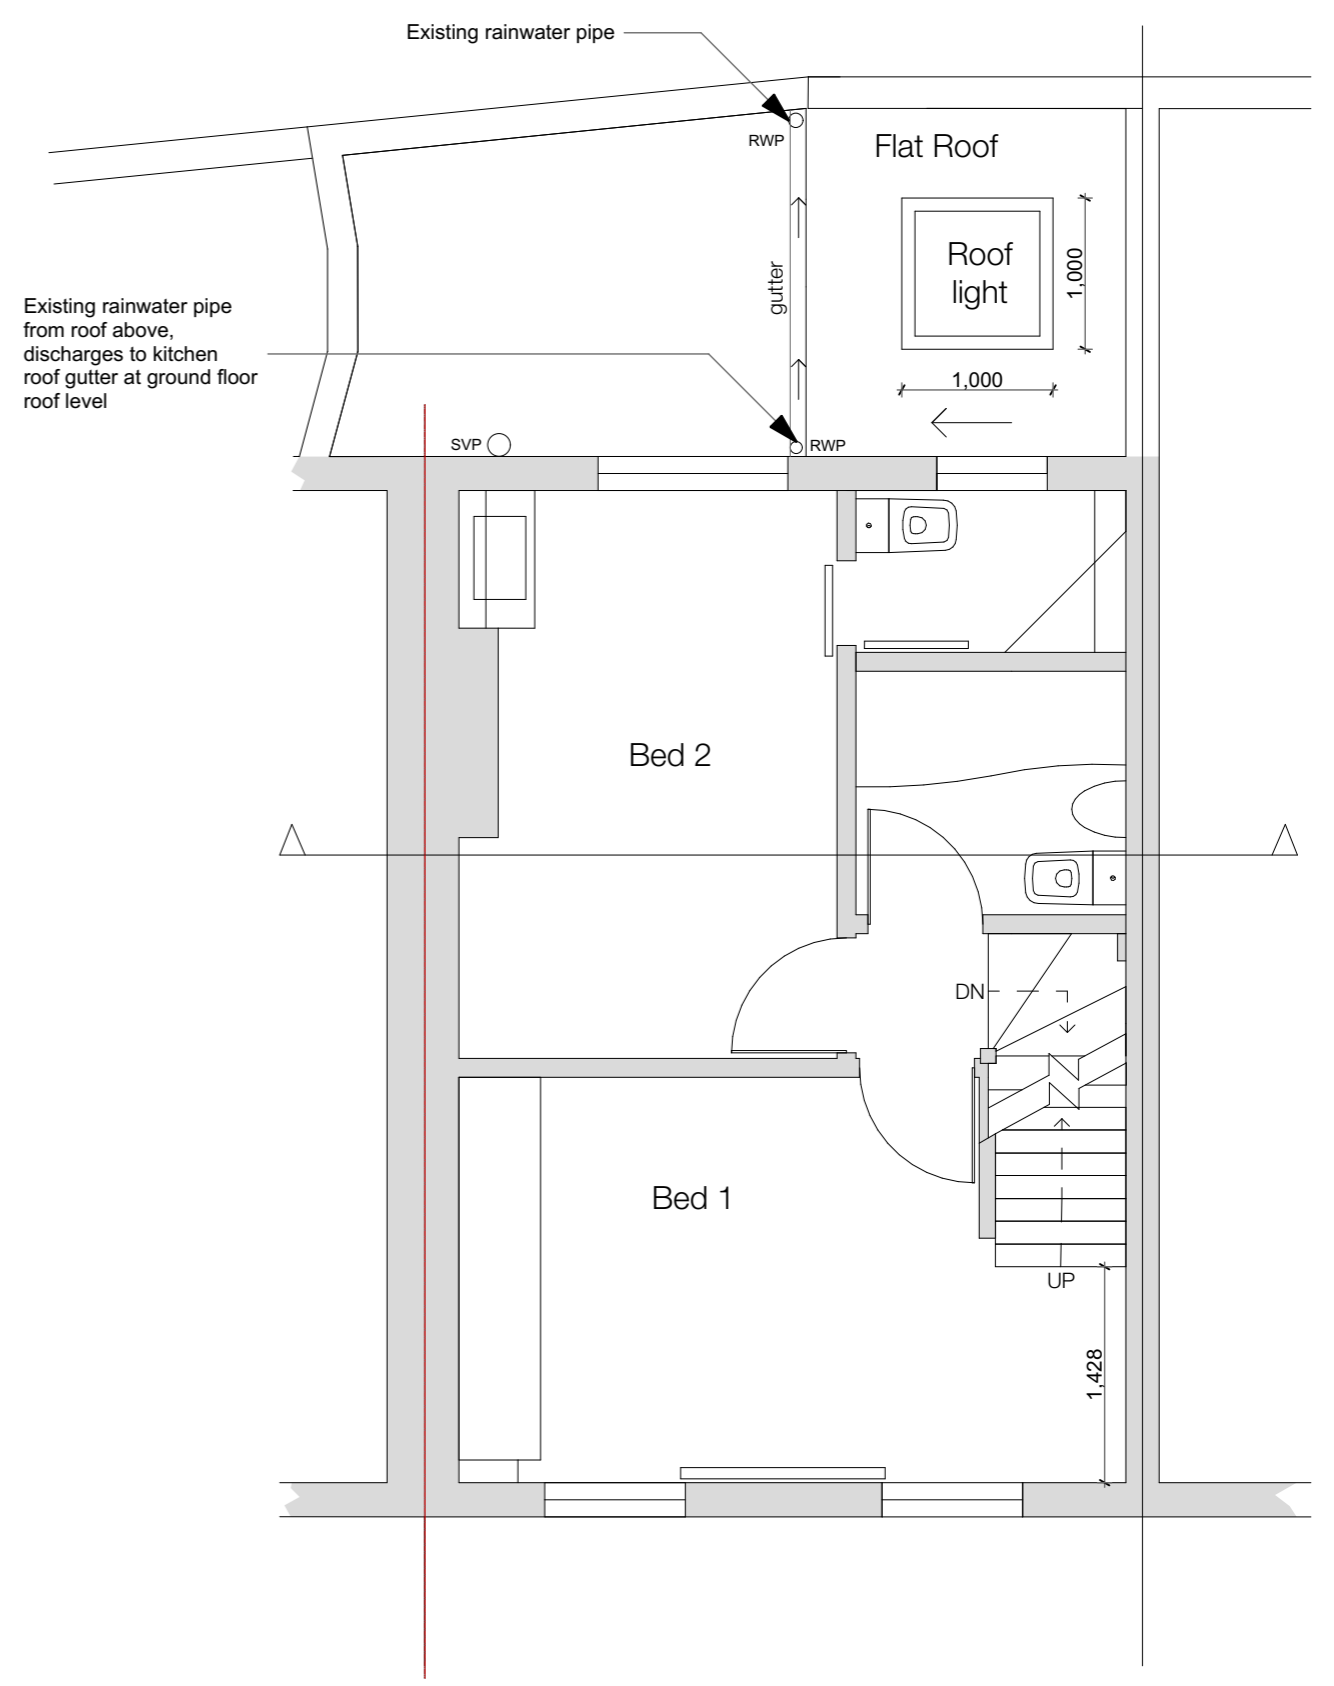 Existing rainwater pipe
RWP
Flat Roof
Roof
light
1,000
gutter
1,000
Existing rainwater pipe
from roof above,
discharges to kitchen
roof gutter at ground floor
roof level
SVP
RWP
Bed 2
DN
Bed 1
UP
1,428